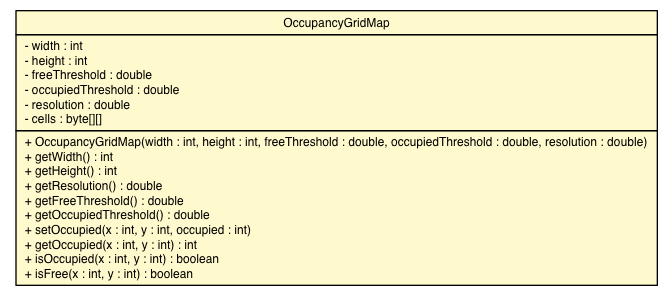 OccupancyGridMap
- width : int
- height : int
- freeThreshold : double
- occupiedThreshold : double
- resolution : double
- cells : byte[][]
+ OccupancyGridMap(width : int, height : int, freeThreshold : double, occupiedThreshold : double, resolution : double)
+ getWidth() : int
+ getHeight() : int
+ getResolution() : double
+ getFreeThreshold() : double
+ getOccupiedThreshold() : double
+ setOccupied(x : int, y : int, occupied : int)
+ getOccupied(x : int, y : int) : int
+ isOccupied(x : int, y : int) : boolean
+ isFree(x : int, y : int) : boolean